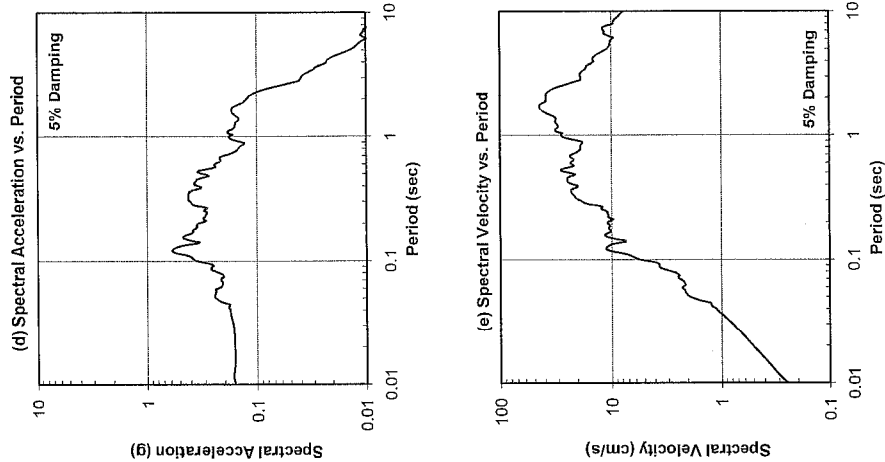 (d) Spectral Acceleration vs. Period
5% Damping
Spectral Acceleration (g)
10
1
0.1
0.01
0.01
0.1
1
10
Period (sec)
(e) Spectral Velocity vs. Period
5% Damping
Spectral Velocity (cm/s)
100
10
1
0.1
0.01
0.1
1
10
Period (sec)